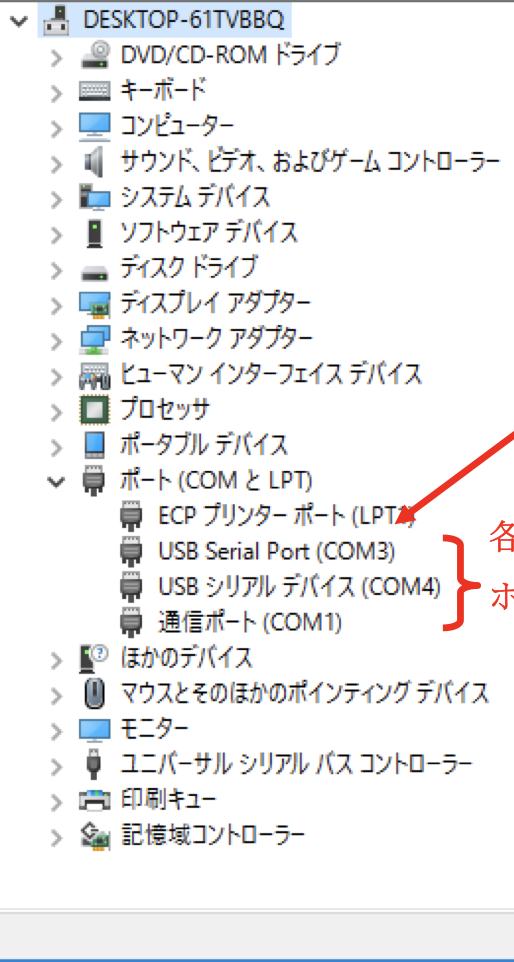 DESKTOP-61TVBBQ
DVD/CD-ROM ドライブ
キーボード
コンピューター
サウンド、ビデオ、およびゲーム コントローラー
システム デバイス
ソフトウェア デバイス
ディスク ドライブ
ディスプレイ アダプター
ネットワーク アダプター
ヒューマン インターフェイス デバイス
プロセッサ
ポータブル デバイス
ポート (COM と LPT)
ECP プリンター ポート (LPT
USB Serial Port (COM3)
各
USB シリアル デバイス (COM4)
ポ
通信ポート (COM1)
ほかのデバイス
マウスとそのほかのポインティング デバイス
モニター
ユニバーサル シリアル バス コントローラー
印刷キュー
記憶域コントローラー